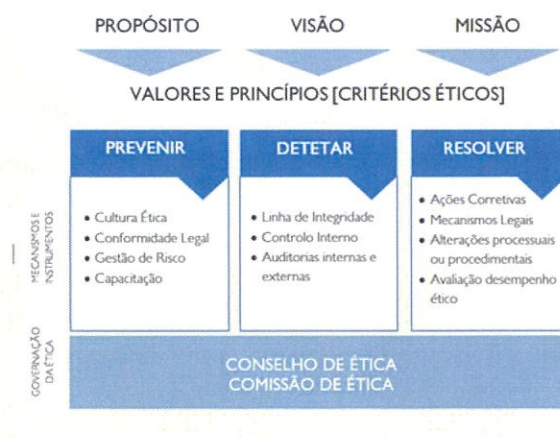 PROPÓSITO
VISÃO
MISSÃO
VALORES E PRINCÍPIOS [CRITÉRIOS ÉTICOS]
PREVENIR
DETETAR
RESOLVER
MECANISMOS E
INSTRUMENTOS
• Cultura Ética
• Conformidade Legal
• Gestão de Risco
• Capacitação
• Linha de Integridade
• Controlo Interno
• Auditorias internas e
externas
• Ações Corretivas
• Mecanismos Legais
• Alterações processuais
ou procedimentais
• Avaliação desempenho
ético
GOVERNAÇÃO
DA ÉTICA
CONSELHO DE ÉTICA
COMISSÃO DE ÉTICA